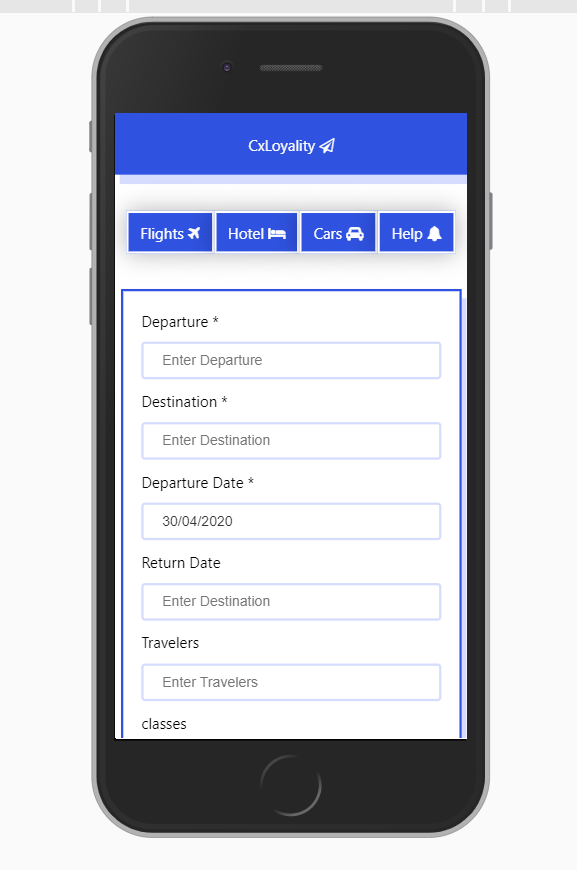 CxLoyality
Flights Hotel Cars Help
Departure *
Enter Departure
Destination *
Enter Destination
Departure Date *
30/04/2020
Return Date
Enter Destination
Travelers
Enter Travelers
classes